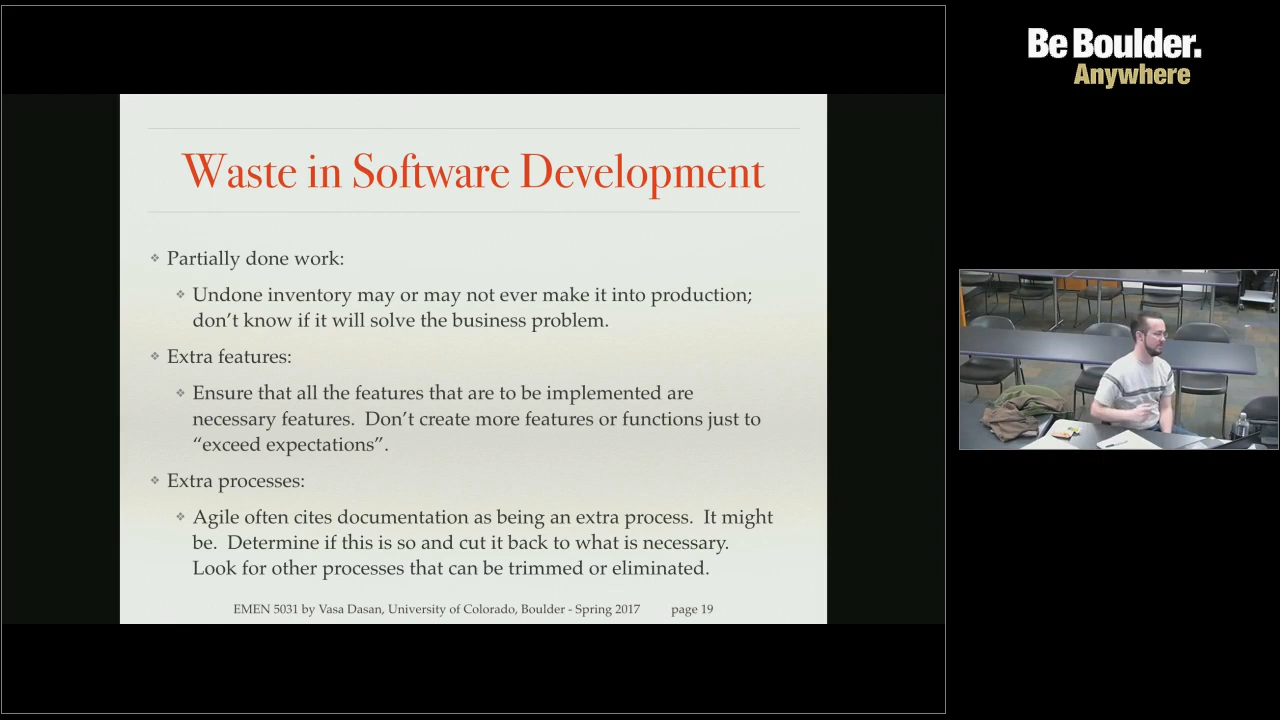 Be Boulder.
Anywhere
Waste in Software Development
❖ Partially done work:
❖ Undone inventory may or may not ever make it into production;
don’t know if it will solve the business problem.
❖ Extra features:
❖ Ensure that all the features that are to be implemented are
necessary features.  Don’t create more features or functions just to
“exceed expectations”.
❖ Extra processes:
❖ Agile often cites documentation as being an extra process.  It might
be.  Determine if this is so and cut it back to what is necessary.
Look for other processes that can be trimmed or eliminated.
EMEN 5031 by Vasa Dasan, University of Colorado, Boulder - Spring 2017 page 19